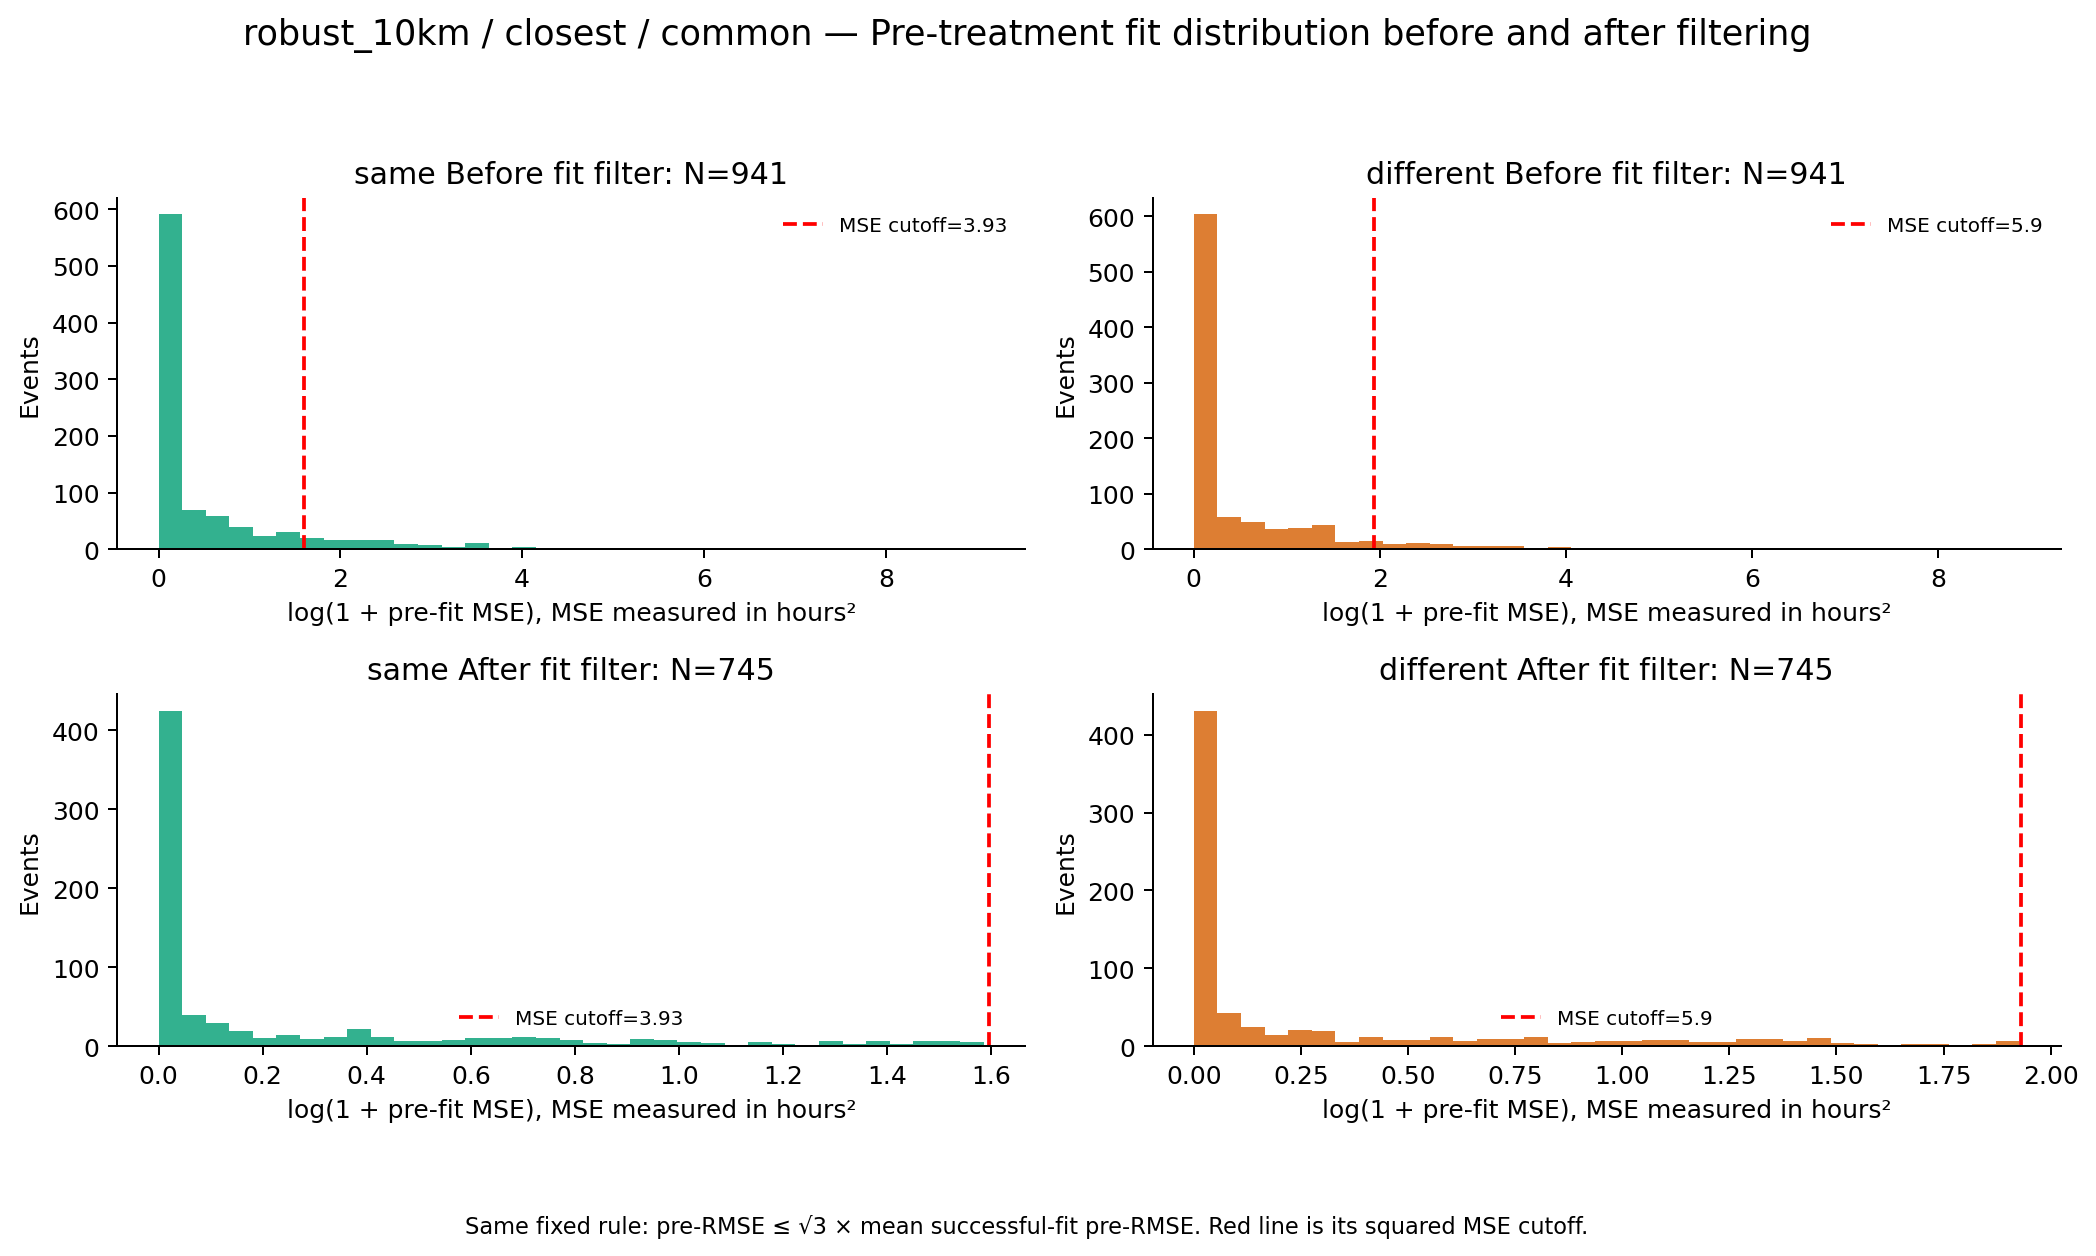 robust_10km / closest / common — Pre-treatment fit distribution before and after filtering
same Before fit filter: N=941
MSE cutoff=3.93
Events
600
500
400
300
200
100
0
0 2 4 6 8
log(1 + pre-fit MSE), MSE measured in hours²
different Before fit filter: N=941
MSE cutoff=5.9
Events
600
500
400
300
200
100
0
0 2 4 6 8
log(1 + pre-fit MSE), MSE measured in hours²
same After fit filter: N=745
Events
400
300
200
100
0
MSE cutoff=3.93
0.0 0.2 0.4 0.6 0.8 1.0 1.2 1.4 1.6
log(1 + pre-fit MSE), MSE measured in hours²
different After fit filter: N=745
Events
400
300
200
100
0
MSE cutoff=5.9
0.00 0.25 0.50 0.75 1.00 1.25 1.50 1.75 2.00
log(1 + pre-fit MSE), MSE measured in hours²
Same fixed rule: pre-RMSE ≤ √3 × mean successful-fit pre-RMSE. Red line is its squared MSE cutoff.